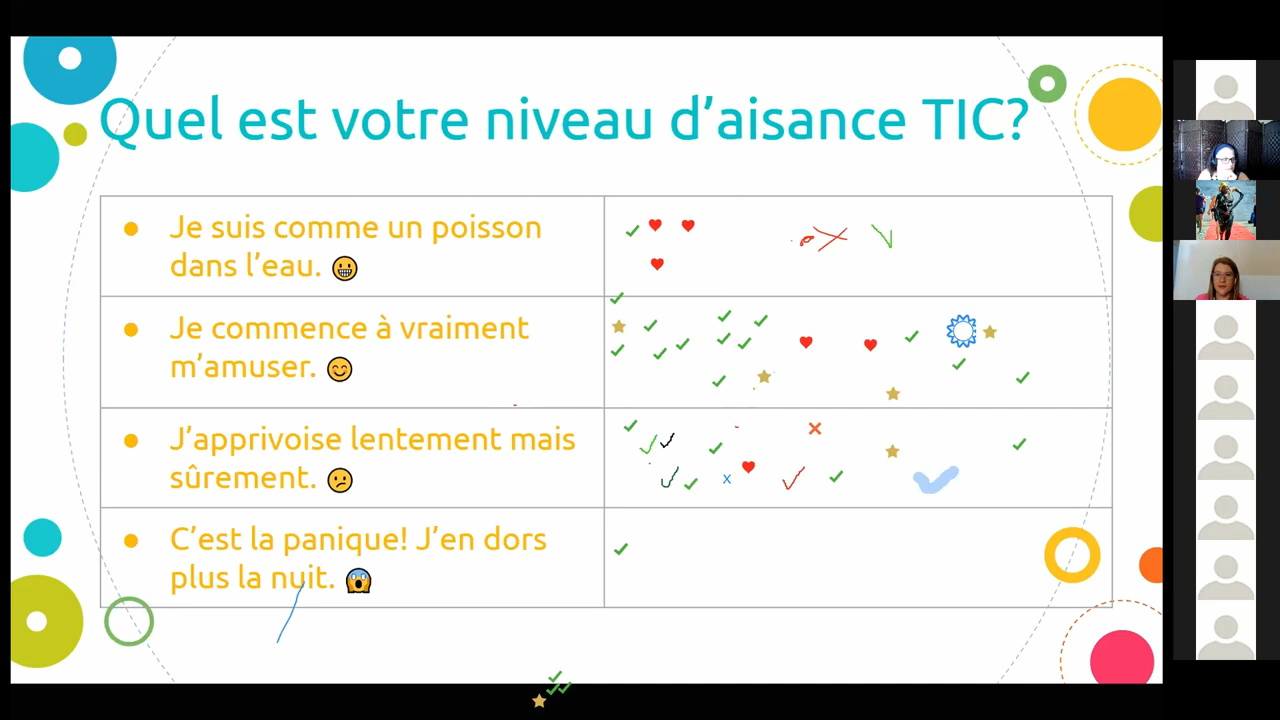 Quel est votre niveau d’aisance TIC?
● Je suis comme un poisson
dans l’eau. 😀
● Je commence à vraiment
m’amuser. 😊
● J’apprivoise lentement mais
sûrement. 😕
● C’est la panique! J’en dors
plus la nuit. 😱